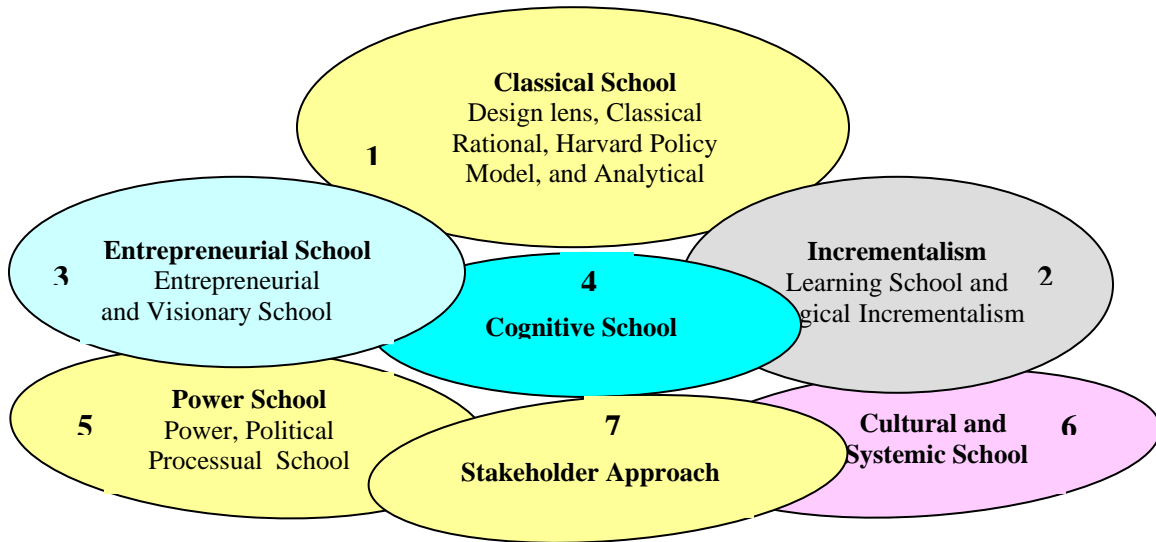 Classical School
Design lens, Classical
Rational, Harvard Policy
Model, and Analytical
1
Entrepreneurial School
Entrepreneurial
and Visionary School
3
Incrementalism
Learning School and
gical Incrementalism
2
4
Cognitive School
Power School
Power, Political
Processual School
5
7
Stakeholder Approach
Cultural and
Systemic School
6